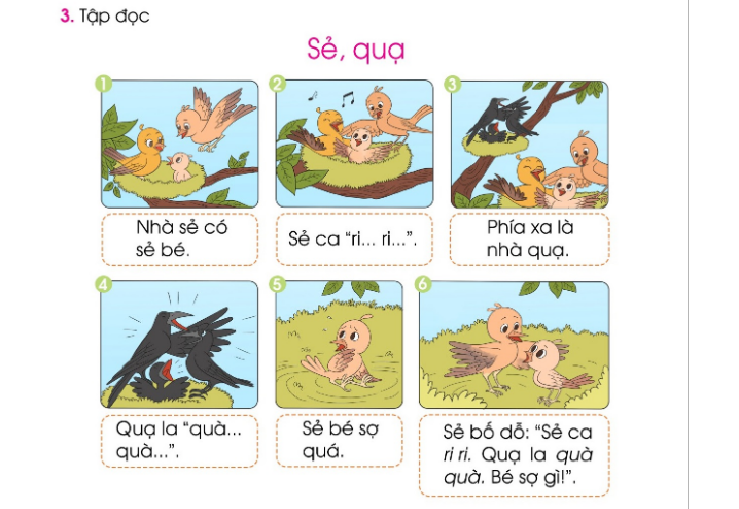 3. Tập đọc
Sẻ, quạ
1
2
3
Nhà sẻ có
sẻ bé.
Sẻ ca “ri... ri...”.
Phía xa là
nhà quạ.
4
5
6
Quạ la “quà...
quà...”.
Sẻ bé sợ
quá.
Sẻ bố dỗ: “Sẻ ca
ri ri. Quạ la quà
quà. Bé sợ gì!”.